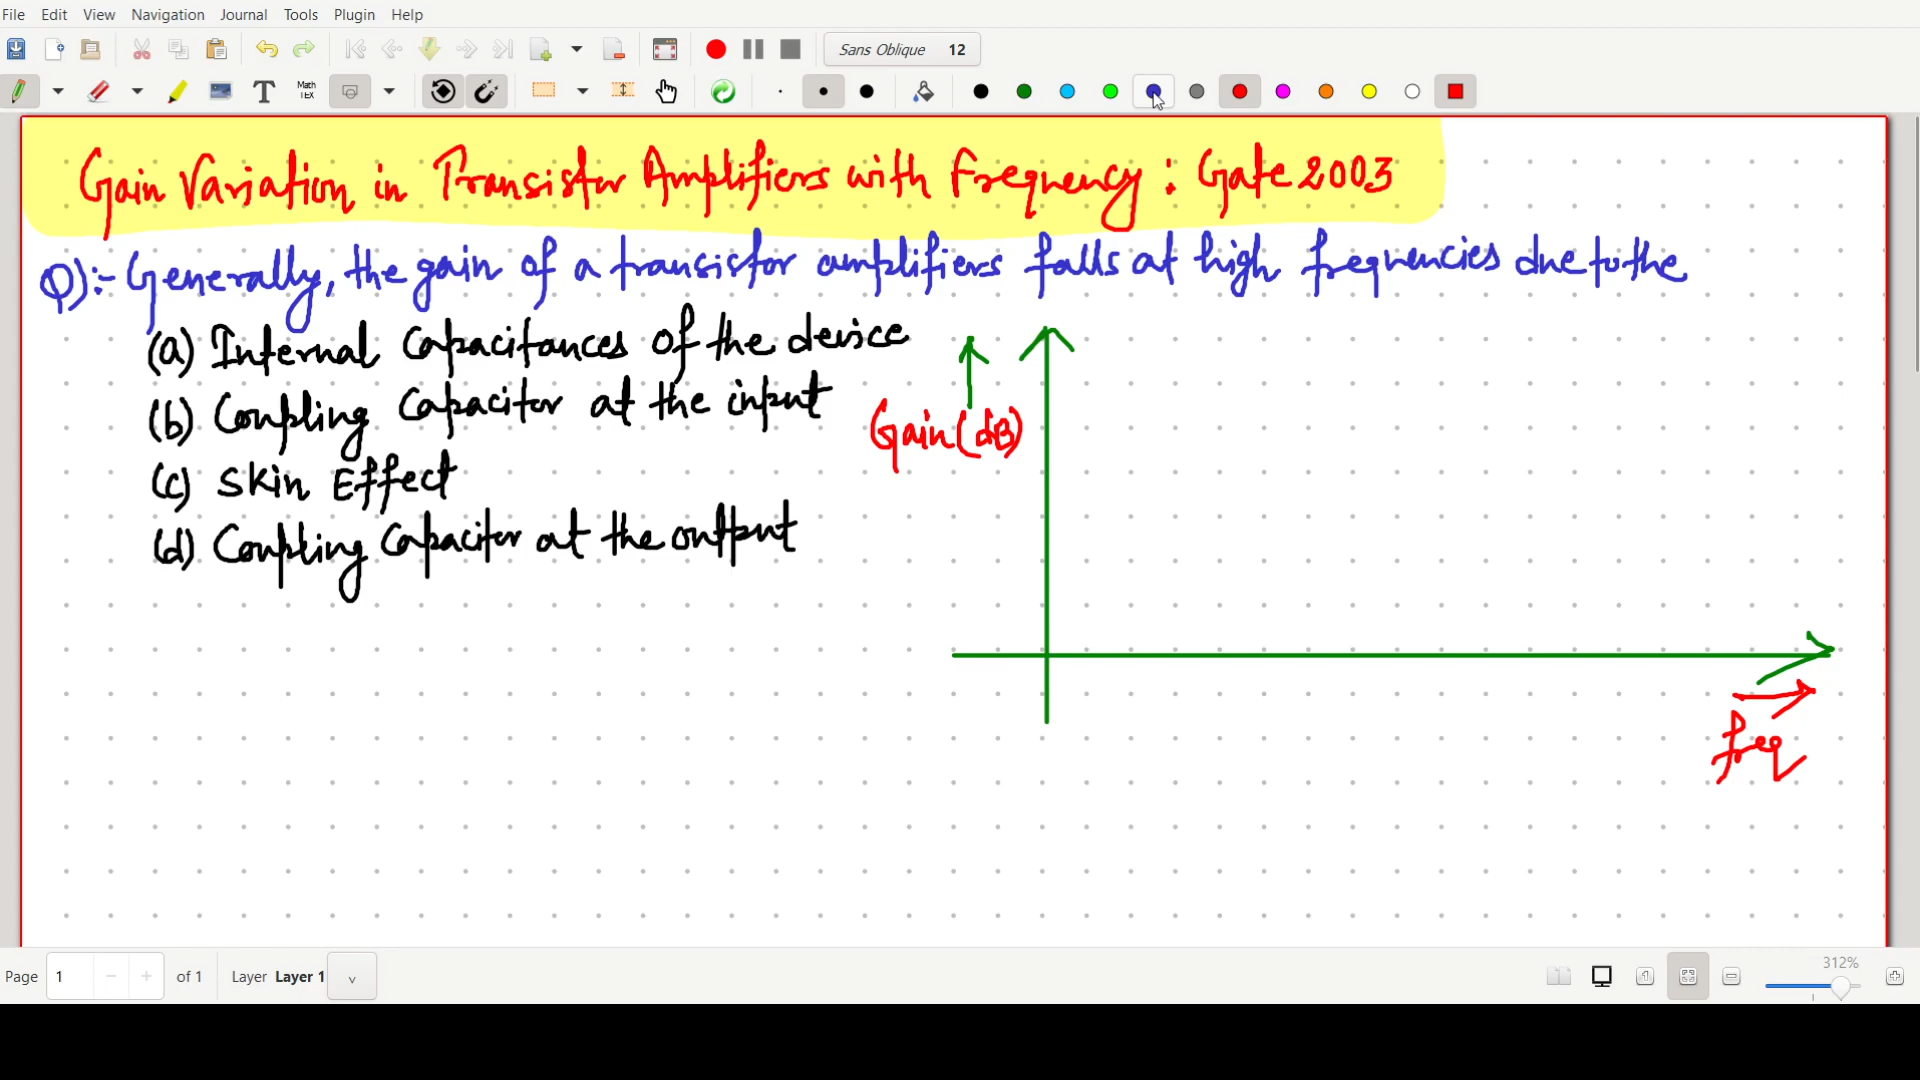 File Edit View Navigation Journal Tools Plugin Help
Sans Oblique 12
T Math TEX
Gain Variation in Transistor Amplifiers with Frequency : Gate 2003
Q):- Generally, the gain of a transistor amplifiers falls at high frequencies due to the
(a) Internal Capacitances of the device
(b) Coupling Capacitor at the input
(c) Skin Effect
(d) Coupling Capacitor at the output
Gain (dB)
freq
Page 1 of 1 Layer Layer 1 312%